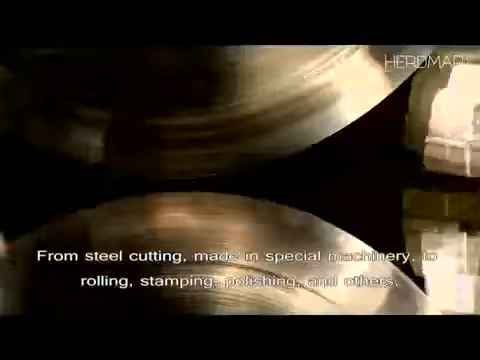 HERDMAR
From steel cutting, made in special machinery, to
rolling, stamping, polishing, and others.